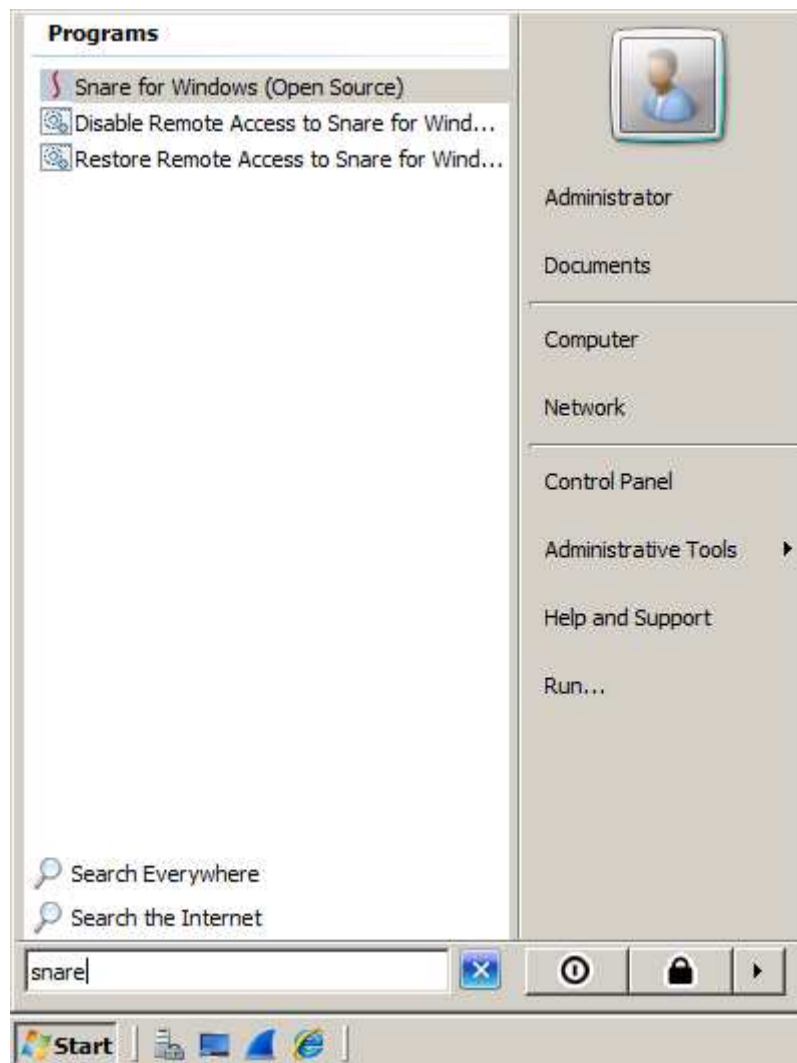 Programs
Snare for Windows (Open Source)
Disable Remote Access to Snare for Wind...
Restore Remote Access to Snare for Wind...
Search Everywhere
Search the Internet
snare
Administrator
Documents
Computer
Network
Control Panel
Administrative Tools
Help and Support
Run...
Start